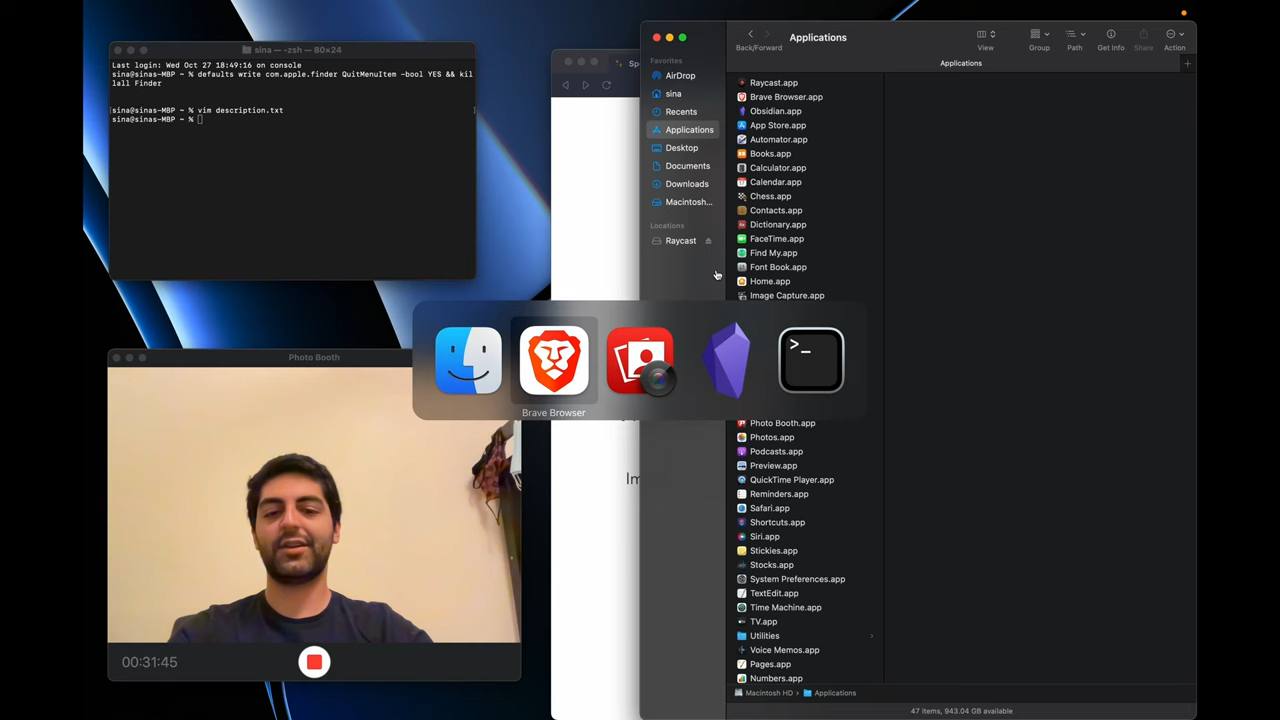 sina — -zsh — 80×24
Last login: Wed Oct 27 18:49:16 on console
sina@sinas-MBP ~ % defaults write com.apple.finder QuitMenuItem -bool YES && kil
lall Finder
sina@sinas-MBP ~ % vim description.txt
sina@sinas-MBP ~ %
Photo Booth
00:31:45
Brave Browser
Back/Forward
Applications
View
Group
Path
Get Info
Share
Action
Applications
Favorites
AirDrop
sina
Recents
Applications
Desktop
Documents
Downloads
Macintosh...
Locations
Raycast
Raycast.app
Brave Browser.app
Obsidian.app
App Store.app
Automator.app
Books.app
Calculator.app
Calendar.app
Chess.app
Contacts.app
Dictionary.app
FaceTime.app
Find My.app
Font Book.app
Home.app
Image Capture.app
Photo Booth.app
Photos.app
Podcasts.app
Preview.app
QuickTime Player.app
Reminders.app
Safari.app
Shortcuts.app
Siri.app
Stickies.app
Stocks.app
System Preferences.app
TextEdit.app
Time Machine.app
TV.app
Utilities
Voice Memos.app
Pages.app
Numbers.app
Macintosh HD
Applications
47 items, 943.04 GB available